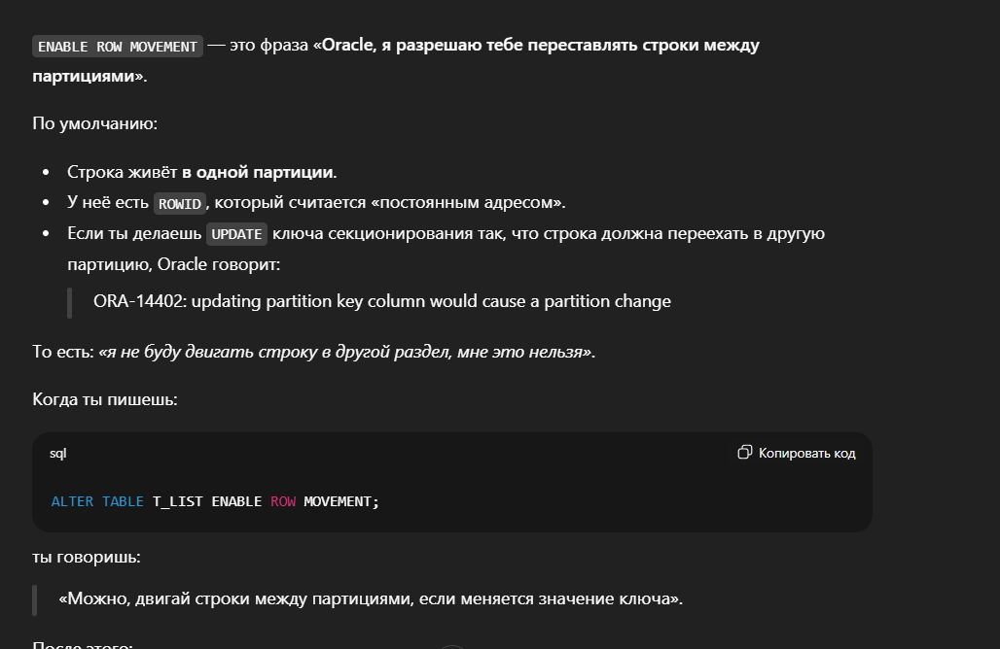 ENABLE ROW MOVEMENT — это фраза «Oracle, я разрешаю тебе переставлять строки между
партициями».
По умолчанию:
• Строка живёт в одной партиции.
• У неё есть ROWID, который считается «постоянным адресом».
• Если ты делаешь UPDATE ключа секционирования так, что строка должна переехать в другую
партицию, Oracle говорит:
ORA-14402: updating partition key column would cause a partition change
То есть: «я не буду двигать строку в другой раздел, мне это нельзя».
Когда ты пишешь:
sql Копировать код
ALTER TABLE T_LIST ENABLE ROW MOVEMENT;
ты говоришь:
«Можно, двигай строки между партициями, если меняется значение ключа».
После этого: